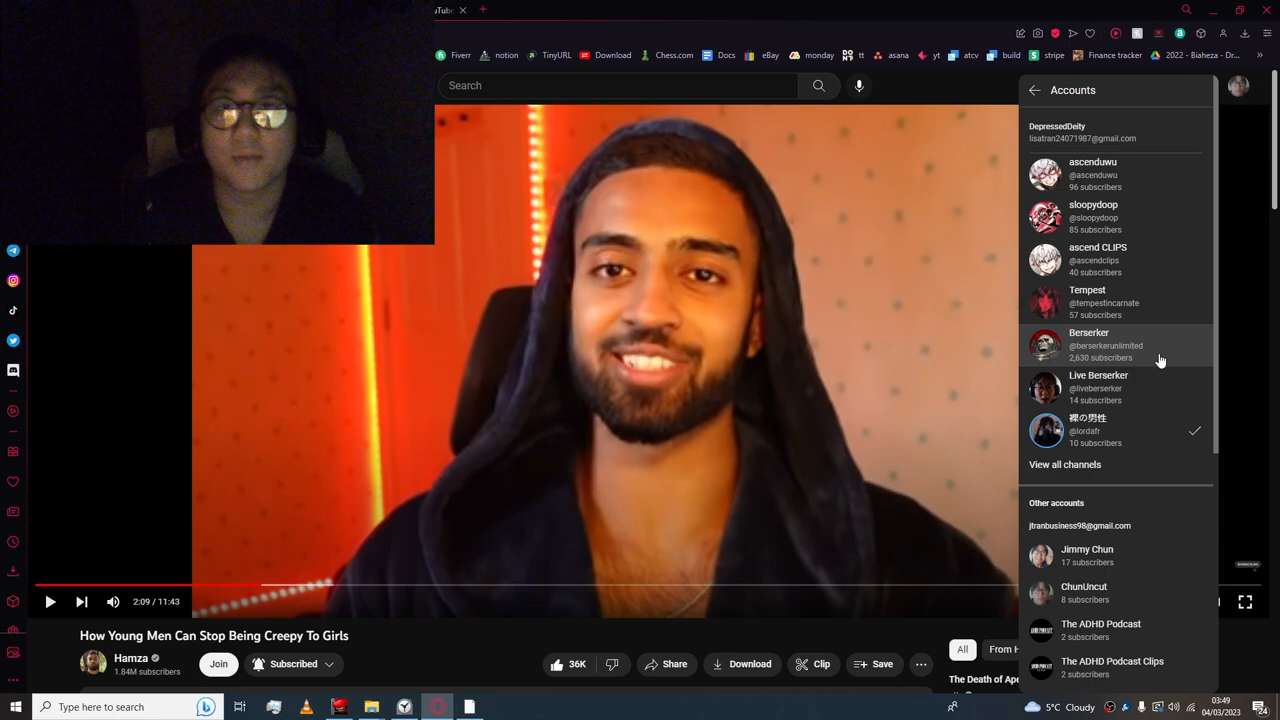 uTube
Fiverr
notion
TinyURL
Download
Chess.com
Docs
eBay
monday
DO NT
tt
asana
yt
atcv
build
stripe
Finance tracker
2022 - Biaheza - Dr...
Search
Accounts
DepressedDeity
lisatran24071987@gmail.com
ascenduwu
@ascenduwu
96 subscribers
sloopydoop
@sloopydoop
85 subscribers
ascend CLIPS
@ascendclips
40 subscribers
Tempest
@tempestincarnate
57 subscribers
Berserker
@berserkerunlimited
2,630 subscribers
Live Berserker
@liveberserker
14 subscribers
裸の男性
@lordafr
10 subscribers
View all channels
Other accounts
jtranbusiness98@gmail.com
Jimmy Chun
17 subscribers
ChunUncut
8 subscribers
The ADHD Podcast
2 subscribers
The ADHD Podcast Clips
2 subscribers
2:09 / 11:43
How Young Men Can Stop Being Creepy To Girls
Hamza
1.84M subscribers
Join
Subscribed
36K
Share
Download
Clip
Save
All
From H
The Death of Ape
Type here to search
5°C Cloudy
03:49
04/03/2023
24